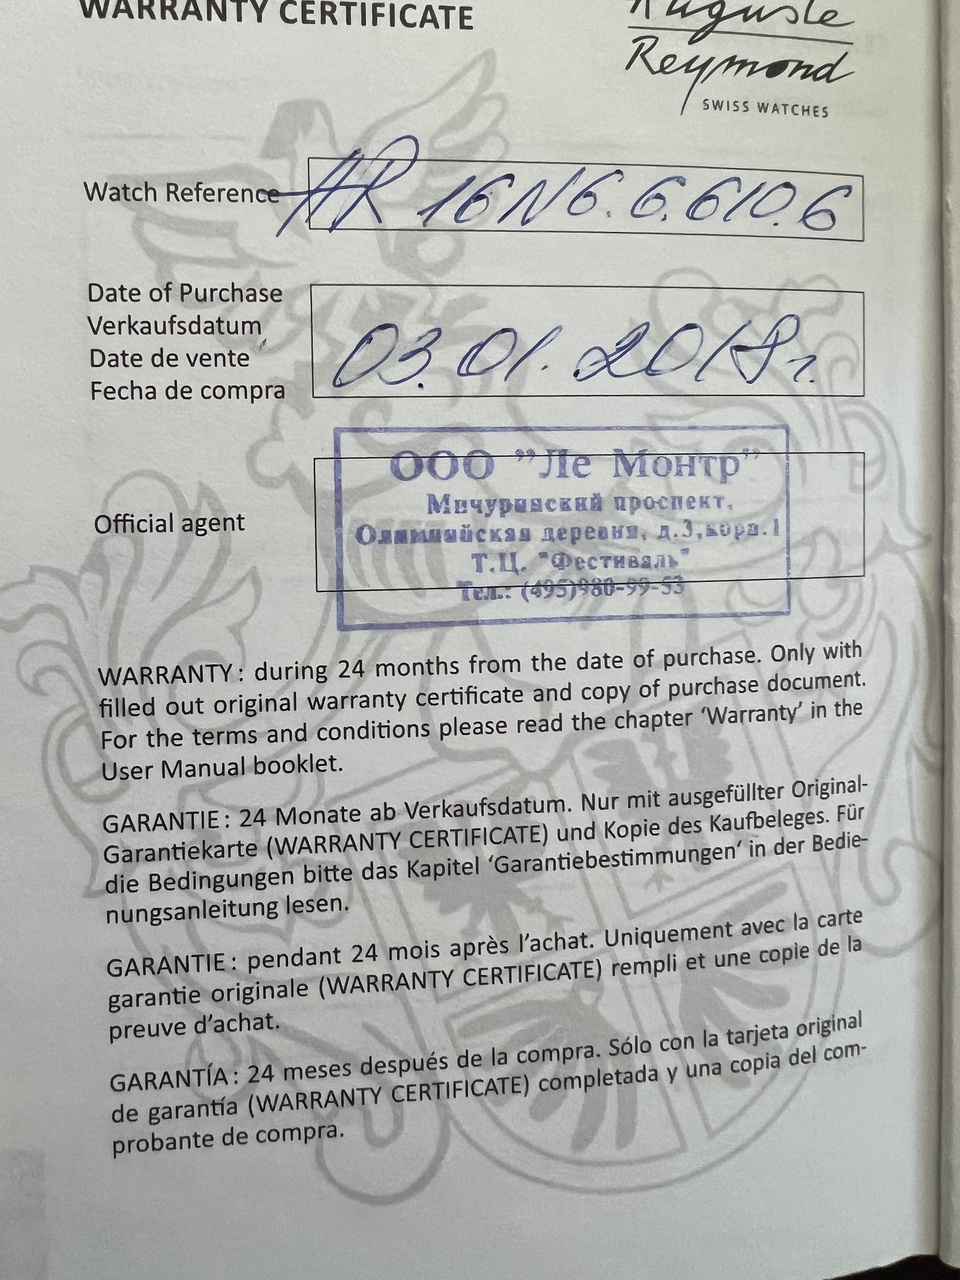 WARRANTY CERTIFICATE
Auguste
Reymond
SWISS WATCHES
Watch Reference
AR 16N6.6.610.6
Date of Purchase
Verkaufsdatum
Date de vente
Fecha de compra
03.01.2018г.
Official agent
ООО "Ле Монтр"
Мичуринский проспект,
Олимпийская деревня, д.3,корп.1
Т.Ц. "Фестиваль"
Тел.: (495)980-99-53
WARRANTY: during 24 months from the date of purchase. Only with
filled out original warranty certificate and copy of purchase document.
For the terms and conditions please read the chapter ‘Warranty’ in the
User Manual booklet.
GARANTIE: 24 Monate ab Verkaufsdatum. Nur mit ausgefüllter Original-
Garantiekarte (WARRANTY CERTIFICATE) und Kopie des Kaufbeleges. Für
die Bedingungen bitte das Kapitel ‘Garantiebestimmungen‘ in der Bedie-
nungsanleitung lesen.
GARANTIE: pendant 24 mois après l’achat. Uniquement avec la carte
garantie originale (WARRANTY CERTIFICATE) rempli et une copie de la
preuve d’achat.
GARANTÍA: 24 meses después de la compra. Sólo con la tarjeta original
de garantía (WARRANTY CERTIFICATE) completada y una copia del com-
probante de compra.